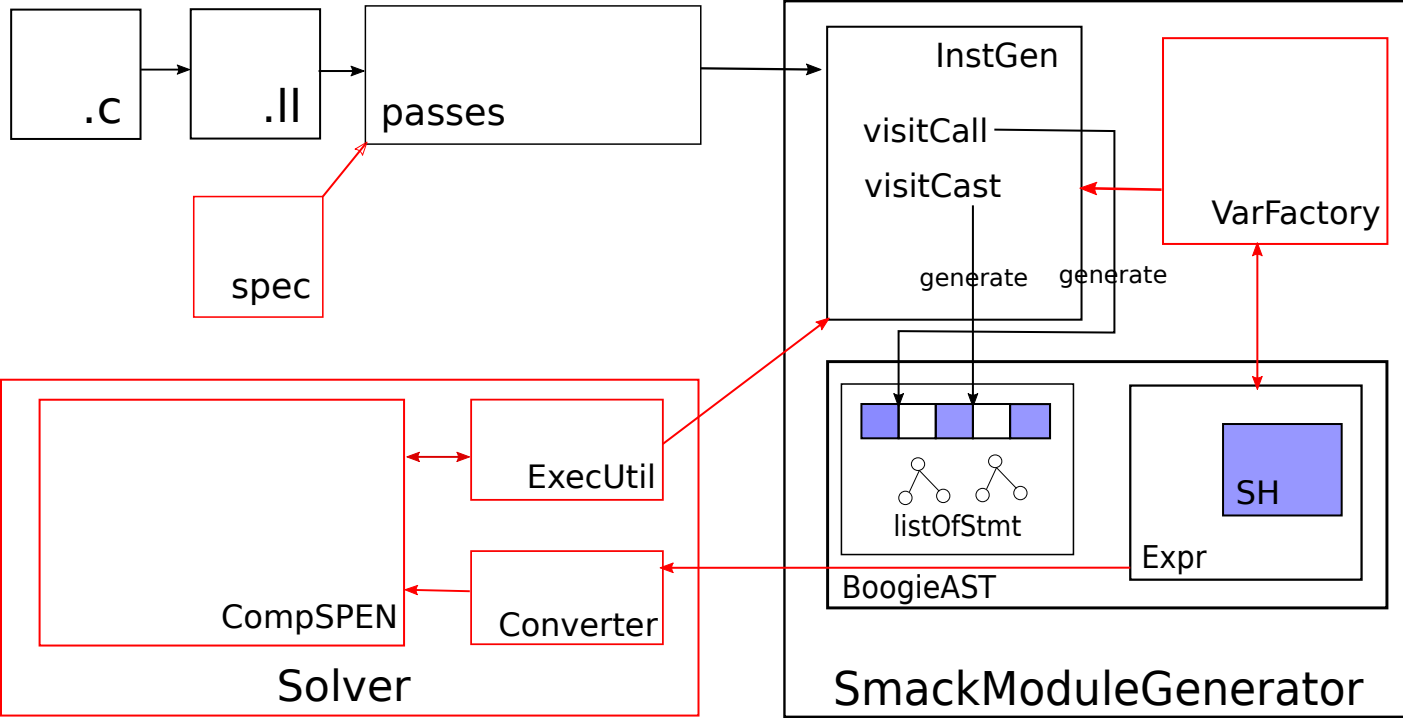 .c
.ll
passes
spec
InstGen
visitCall
visitCast
generate
generate
VarFactory
listOfStmt
BoogieAST
SH
Expr
SmackModuleGenerator
ExecUtil
CompSPEN
Converter
Solver